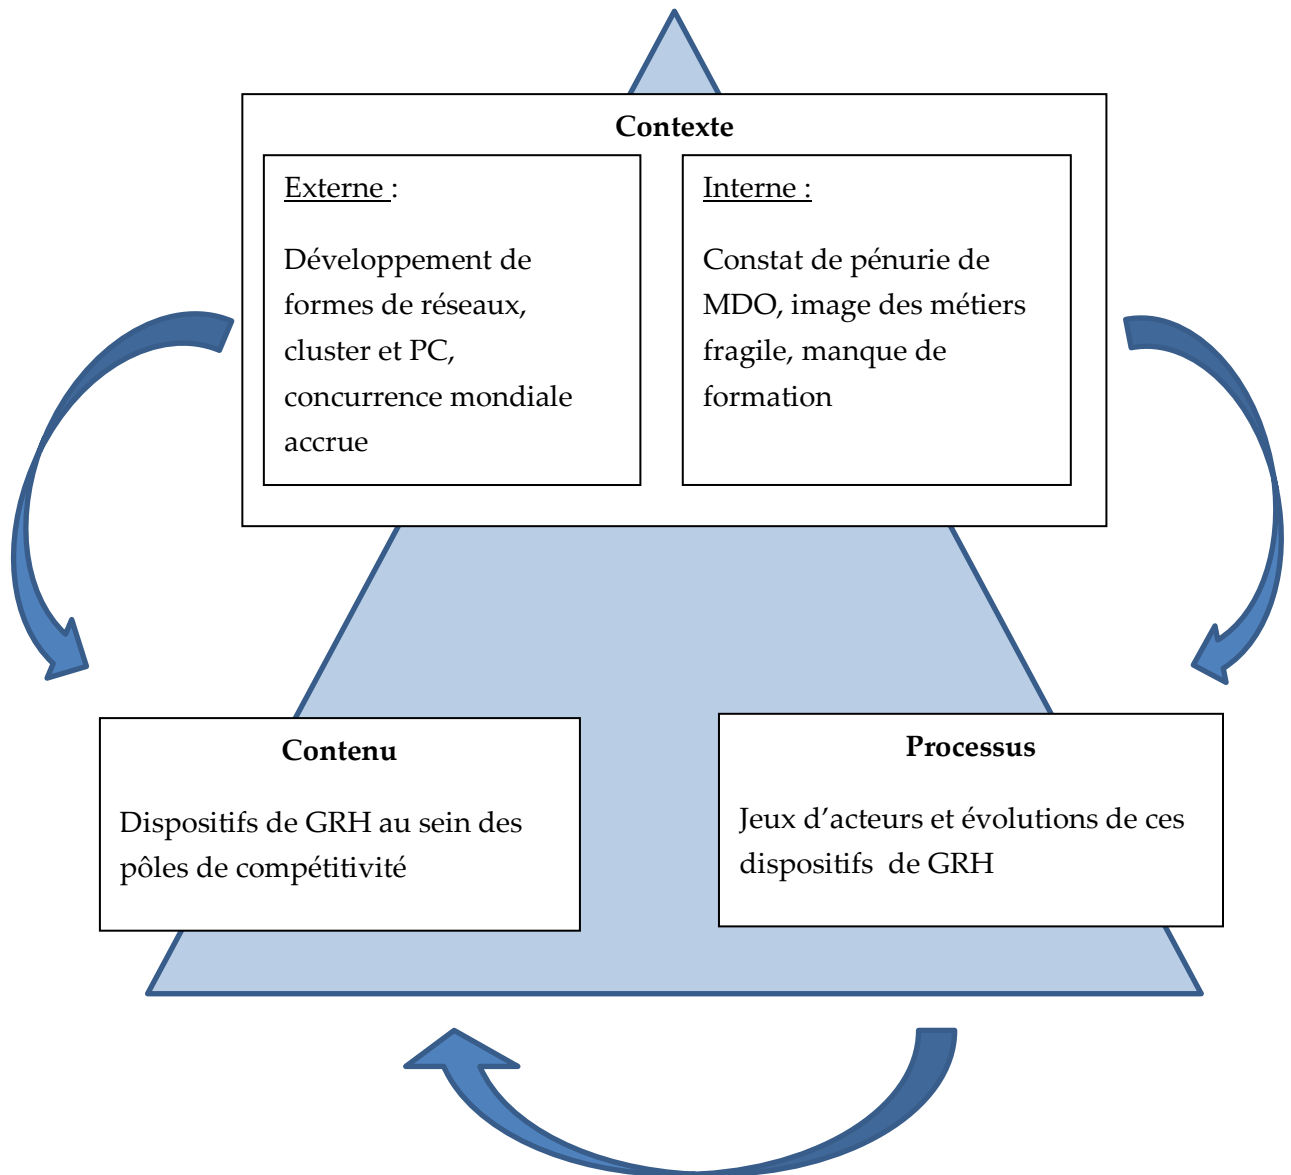 Contexte
Externe :
Développement de
formes de réseaux,
cluster et PC,
concurrence mondiale
accrue
Interne :
Constat de pénurie de
MDO, image des métiers
fragile, manque de
formation
Contenu
Dispositifs de GRH au sein des
pôles de compétitivité
Processus
Jeux d’acteurs et évolutions de ces
dispositifs  de GRH